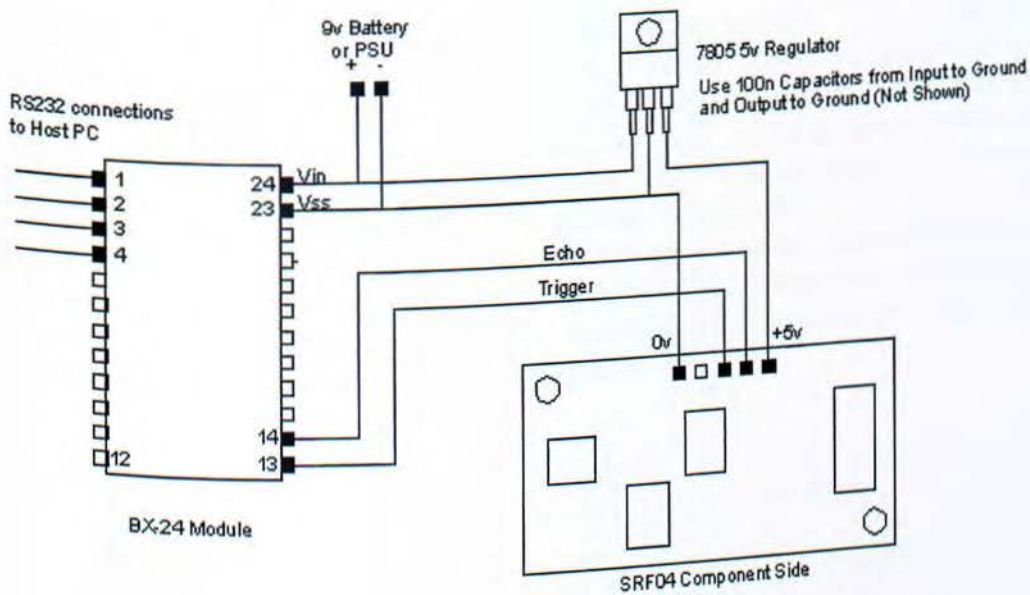 9v Battery
or PSU
+ -
7805 5v Regulator
Use 100n Capacitors from Input to Ground
and Output to Ground (Not Shown)
RS232 connections
to Host PC
1
2
3
4
12
24
23
14
13
Vin
Vss
Echo
Trigger
0v
+5v
BX-24 Module
SRF04 Component Side